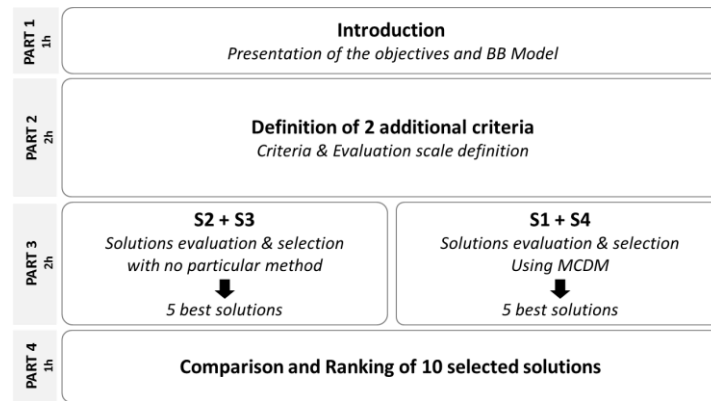 PART 1
1h
Introduction
Presentation of the objectives and BB Model
PART 2
2h
Definition of 2 additional criteria
Criteria & Evaluation scale definition
PART 3
2h
S2 + S3
Solutions evaluation & selection
with no particular method
5 best solutions
S1 + S4
Solutions evaluation & selection
Using MCDM
5 best solutions
PART 4
1h
Comparison and Ranking of 10 selected solutions